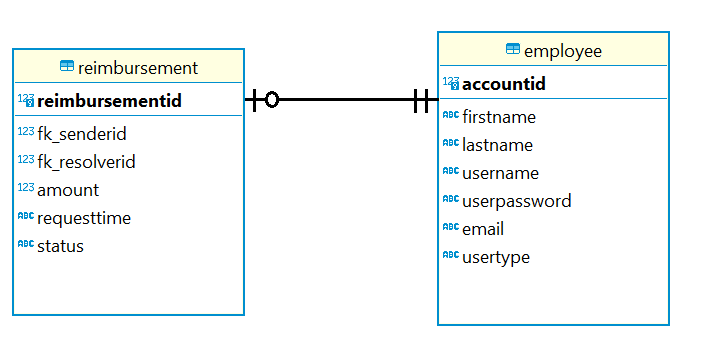 reimbursement
123 reimbursementid
123 fk_senderid
123 fk_resolverid
123 amount
ABC requesttime
ABC status
employee
123 accountid
ABC firstname
ABC lastname
ABC username
ABC userpassword
ABC email
ABC usertype